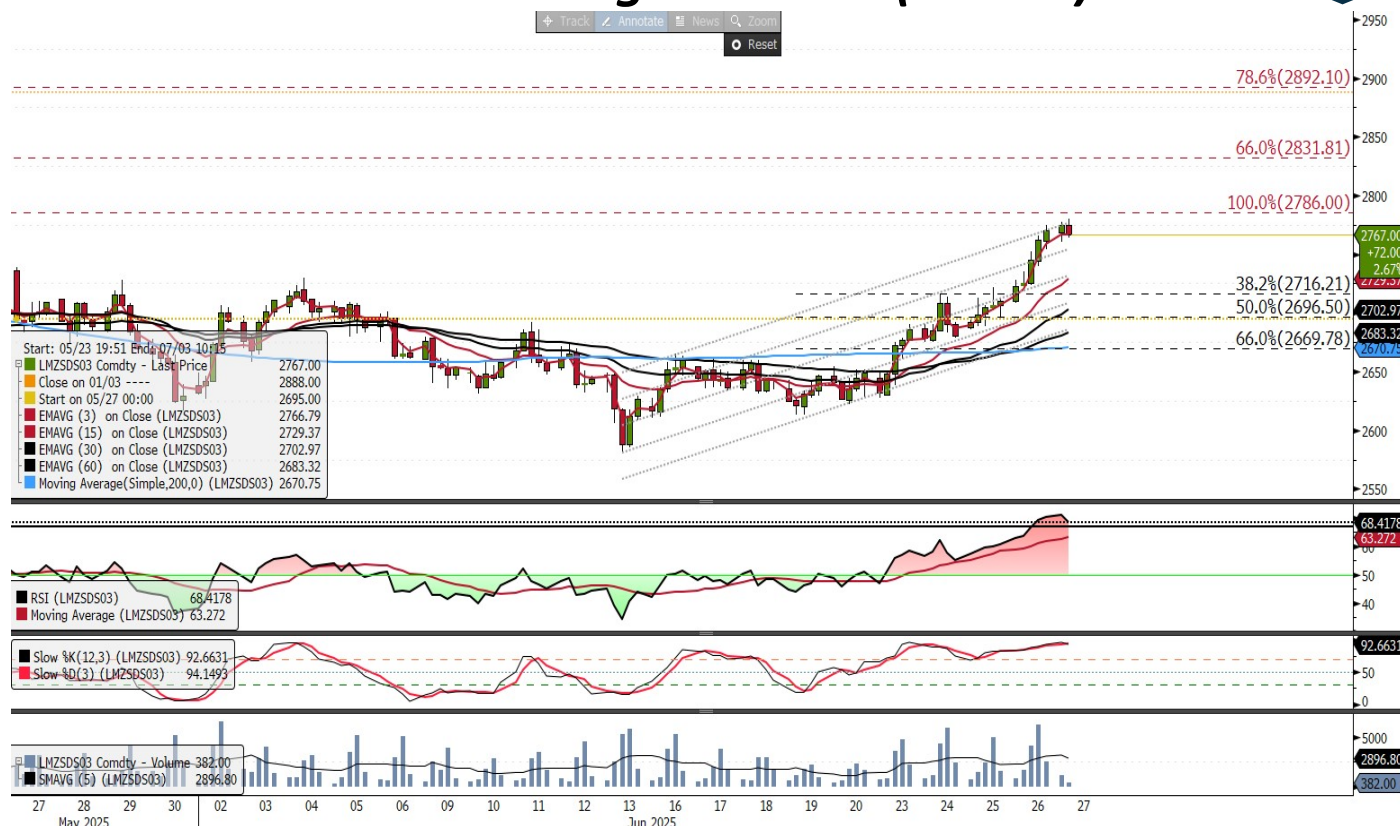 Track Annotate News Zoom
Reset
2950
78.6%(2892.10)
2900
2850
66.0%(2831.81)
2800
100.0%(2786.00)
2767.00
+72.00
2.67%
2729.37
38.2%(2716.21)
2702.97
50.0%(2696.50)
2683.32
66.0%(2669.78)
2670.75
2650
2600
2550
Start: 05/23 19:51 End: 07/03 10:15
LMZSDS03 Comdty - Last Price 2767.00
Close on 01/03 ---- 2888.00
Start on 05/27 00:00 2695.00
EMAVG (3) on Close (LMZSDS03) 2766.79
EMAVG (15) on Close (LMZSDS03) 2729.37
EMAVG (30) on Close (LMZSDS03) 2702.97
EMAVG (60) on Close (LMZSDS03) 2683.32
Moving Average(Simple,200,0) (LMZSDS03) 2670.75
68.4178
63.272
60
50
40
RSI (LMZSDS03) 68.4178
Moving Average (LMZSDS03) 63.272
Slow %K(12,3) (LMZSDS03) 92.6631
Slow %D(3) (LMZSDS03) 94.1493
92.6631
50
0
LMZSDS03 Comdty - Volume 382.00
SMAVG (5) (LMZSDS03) 2896.80
5000
2896.80
382.00
27 28 29 30 02 03 04 05 06 09 10 11 12 13 16 17 18 19 20 23 24 25 26 27
May 2025 Jun 2025